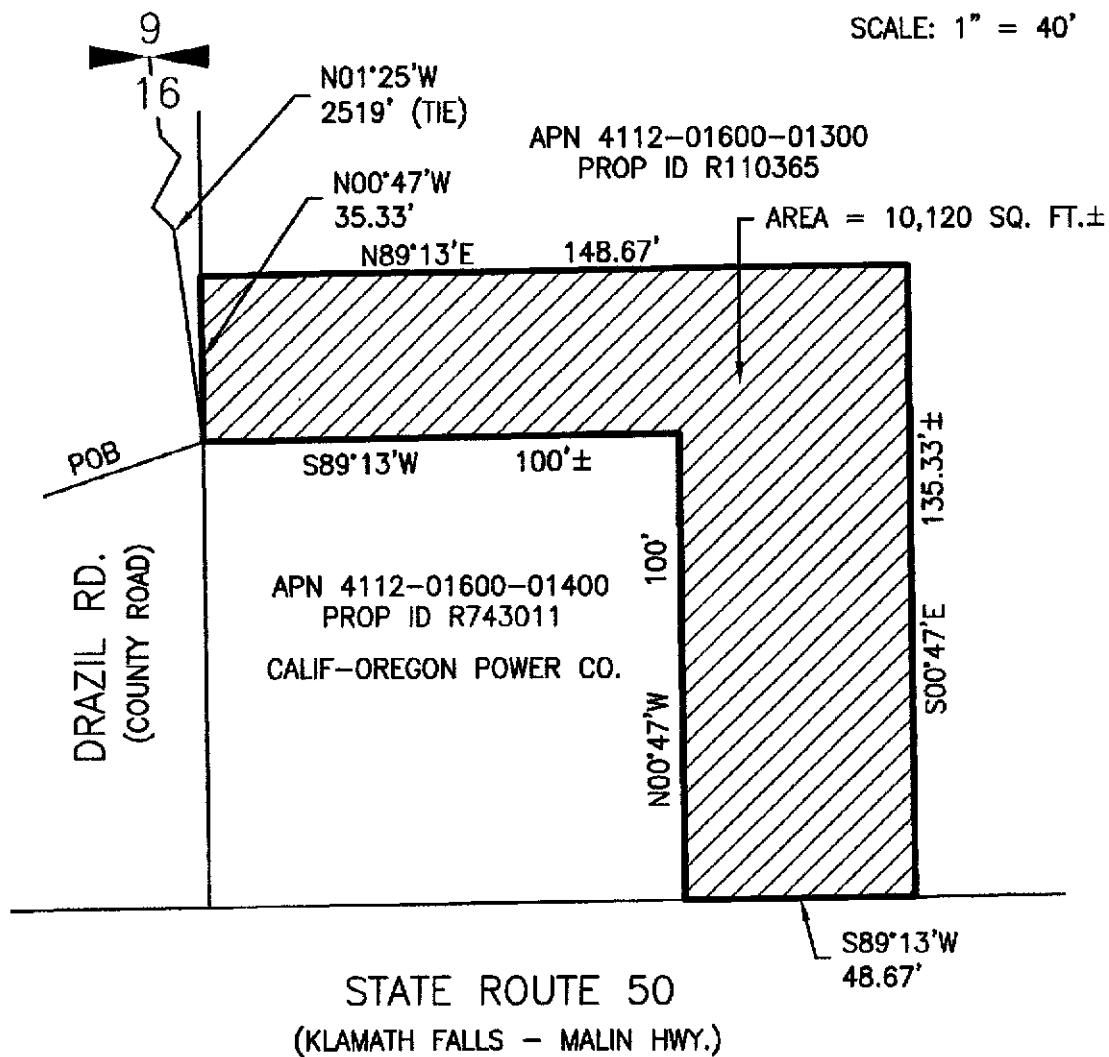 9
16
SCALE: 1" = 40'
N01°25'W
2519' (TIE)
APN 4112-01600-01300
PROP ID R110365
N00°47'W
35.33'
AREA = 10,120 SQ. FT.±
N89°13'E 148.67'
POB
S89°13'W 100'±
135.33'±
S00°47'E
100'
N00°47'W
APN 4112-01600-01400
PROP ID R743011
CALIF-OREGON POWER CO.
DRAZIL RD.
(COUNTY ROAD)
S89°13'W
48.67'
STATE ROUTE 50
(KLAMATH FALLS - MALIN HWY.)